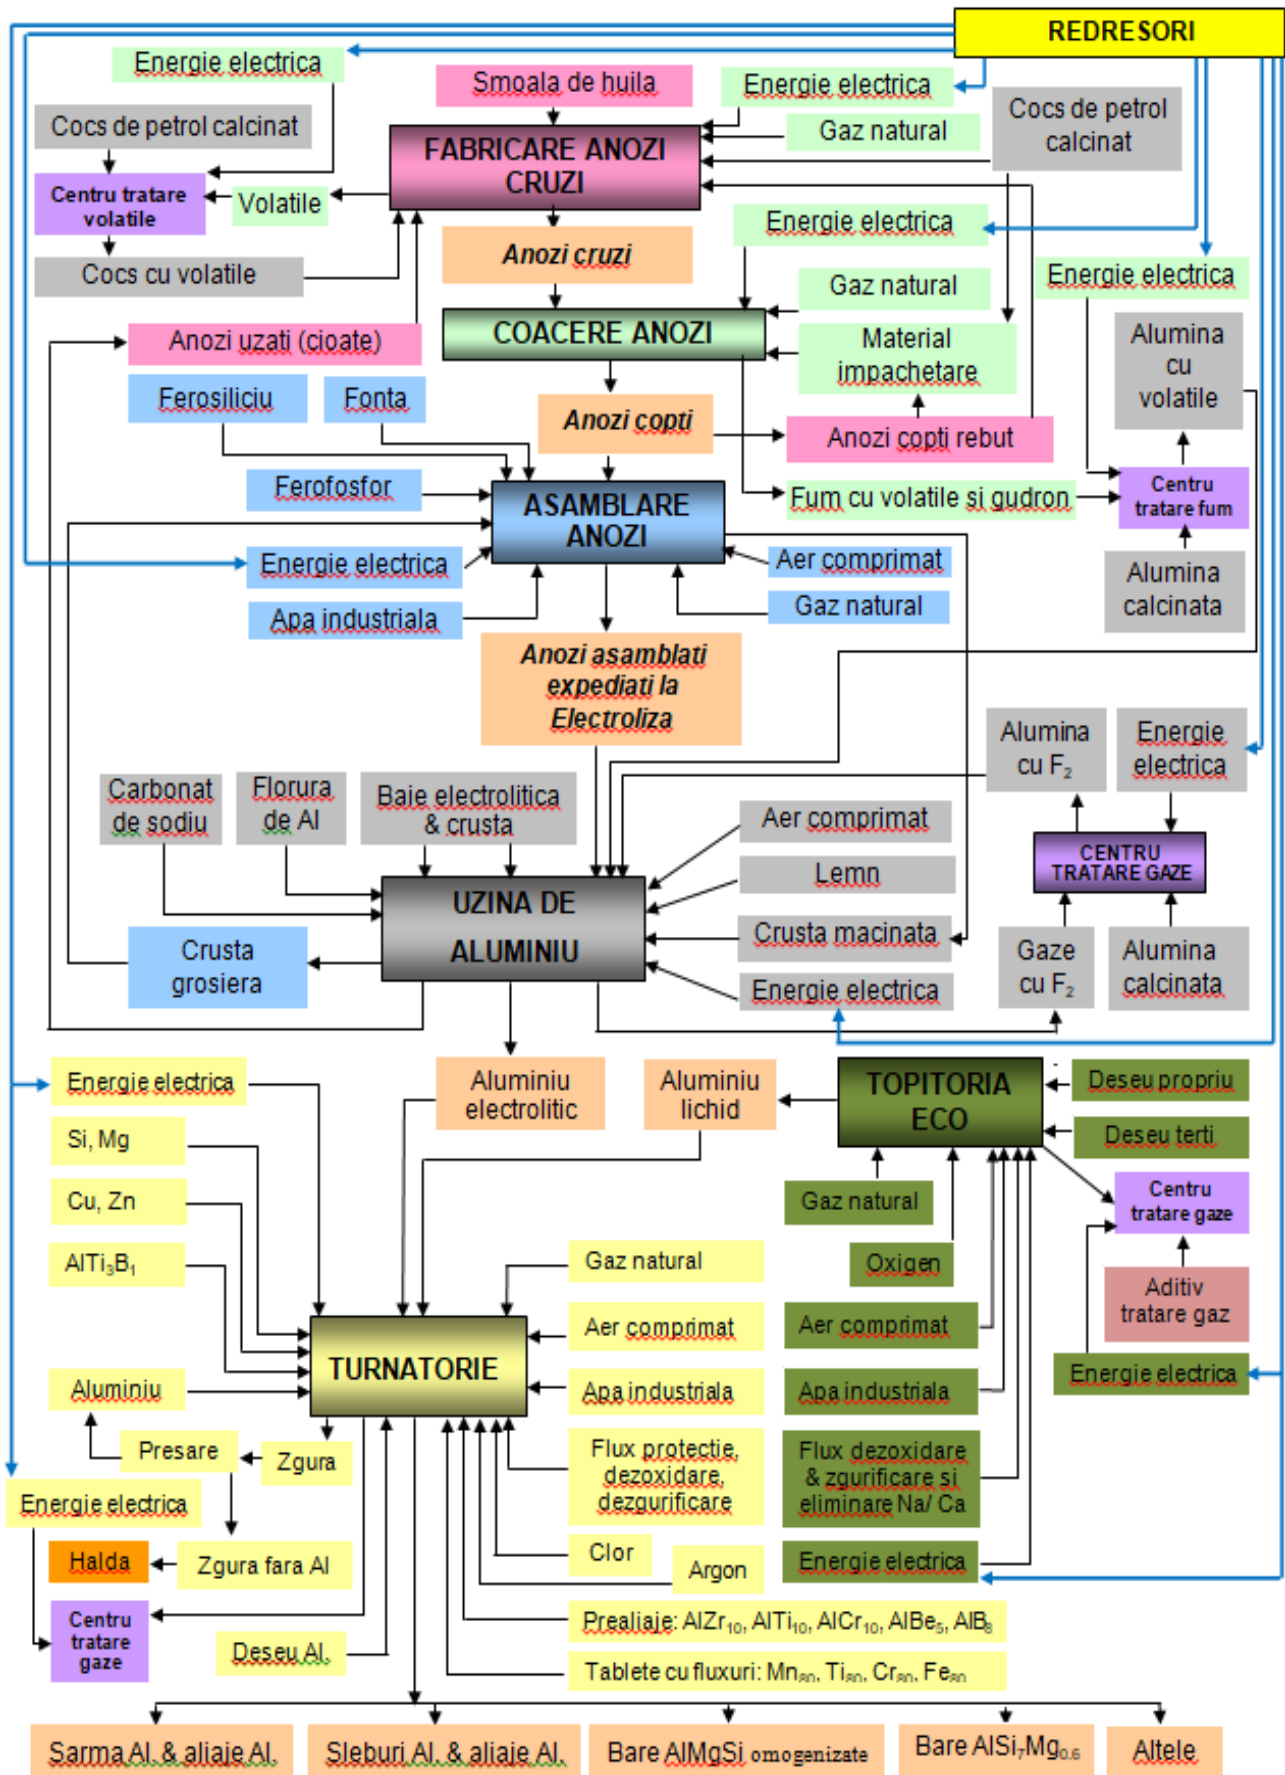 REDRESORI
Energie electrica
Smoala de huila
Energie electrica
Cocs de petrol calcinat
Gaz natural
Cocs de petrol
calcinat
FABRICARE ANOZI
CRUZI
Centru tratare
volatile
Volatile
Energie electrica
Anozi cruzi
Cocs cu volatile
Energie electrica
Gaz natural
COACERE ANOZI
Anozi uzati (cioate)
Material
impachetare
Alumina
cu
volatile
Ferosiliciu
Fonta
Anozi copti
Anozi copti rebut
Ferofosfor
Fum cu volatile si gudron
Centru
tratare fum
ASAMBLARE
ANOZI
Energie electrica
Aer comprimat
Alumina
calcinata
Apa industriala
Gaz natural
Anozi asamblati
expediati la
Electroliza
Alumina
cu F₂
Energie
electrica
Carbonat
de sodiu
Florura
de Al
Baie electrolitica
& crusta
Aer comprimat
CENTRU
TRATARE GAZE
Lemn
UZINA DE
ALUMINIU
Crusta macinata
Crusta
grosiera
Gaze
cu F₂
Alumina
calcinata
Energie electrica
Energie electrica
Aluminiu
electrolitic
Aluminiu
lichid
TOPITORIA
ECO
Deseu propriu
Deseu terti
Si, Mg
Cu, Zn
Gaz natural
Centru
tratare gaze
AlTi₃B₁
Gaz natural
Oxigen
Aditiv
tratare gaz
Aer comprimat
Aer comprimat
TURNATORIE
Energie electrica
Aluminiu
Apa industriala
Apa industriala
Presare
Zgura
Flux protectie,
dezoxidare,
dezgurificare
Flux dezoxidare
& zgurificare si
eliminare Na/ Ca
Energie electrica
Halda
Zgura fara Al
Clor
Argon
Energie electrica
Centru
tratare
gaze
Deseu Al.
Prealiaje: AlZr₁₀, AlTi₁₀, AlCr₁₀, AlBe₅, AlB₈
Tablete cu fluxuri: Mn₈₀, Ti₈₀, Cr₈₀, Fe₈₀
Sarma Al. & aliaje Al.
Sleburi Al. & aliaje Al.
Bare AlMgSi omogenizate
Bare AlSi₇Mg₀.₆
Altele